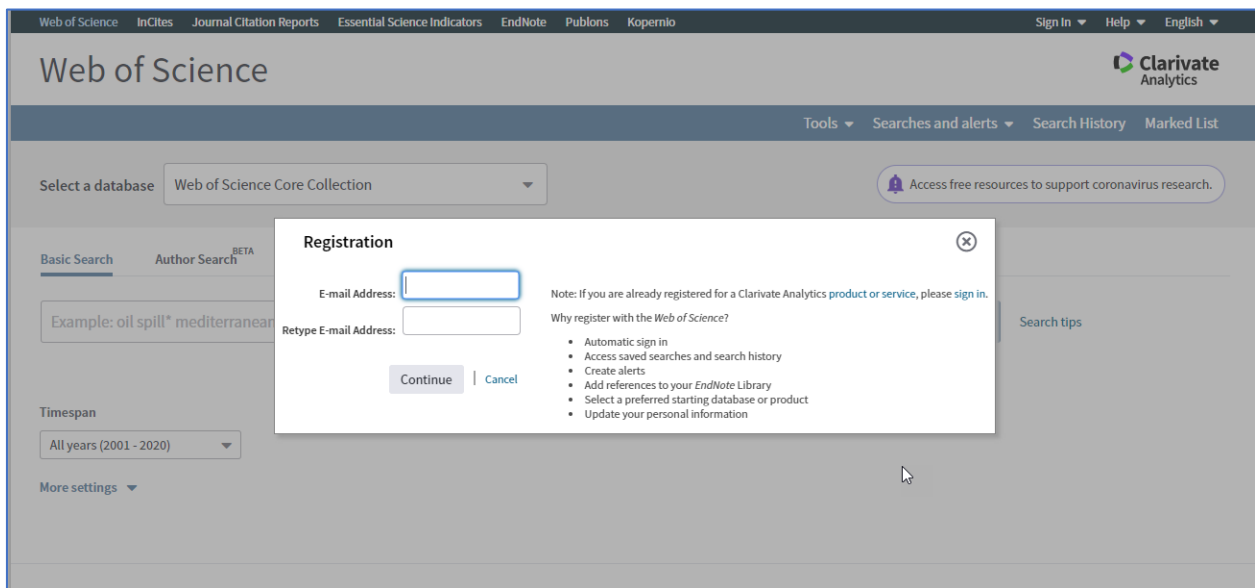 Web of Science InCites Journal Citation Reports Essential Science Indicators EndNote Publons Kopernio Sign In Help English
Web of Science
Clarivate
Analytics
Tools Searches and alerts Search History Marked List
Select a database Web of Science Core Collection
Access free resources to support coronavirus research.
Registration
Basic Search Author Search BETA
E-mail Address:
Note: If you are already registered for a Clarivate Analytics product or service, please sign in.
Example: oil spill* mediterranean
Retype E-mail Address:
Why register with the Web of Science?
Search tips
• Automatic sign in
• Access saved searches and search history
• Create alerts
• Add references to your EndNote Library
• Select a preferred starting database or product
• Update your personal information
Continue | Cancel
Timespan
All years (2001 - 2020)
More settings